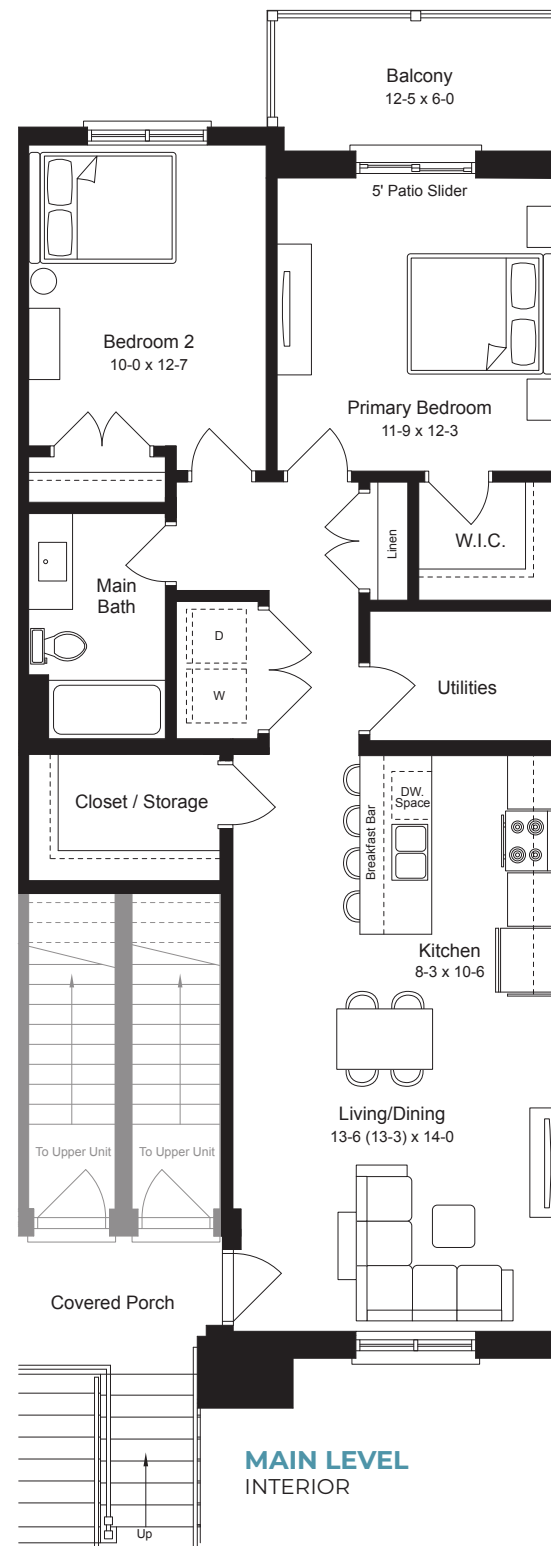 Balcony
12-5 x 6-0
5' Patio Slider
Bedroom 2
10-0 x 12-7
Primary Bedroom
11-9 x 12-3
Linen
W.I.C.
Main
Bath
D
W
Utilities
Closet / Storage
DW.
Space
Breakfast Bar
Kitchen
8-3 x 10-6
Living/Dining
13-6 (13-3) x 14-0
To Upper Unit
To Upper Unit
Covered Porch
MAIN LEVEL
INTERIOR
Up